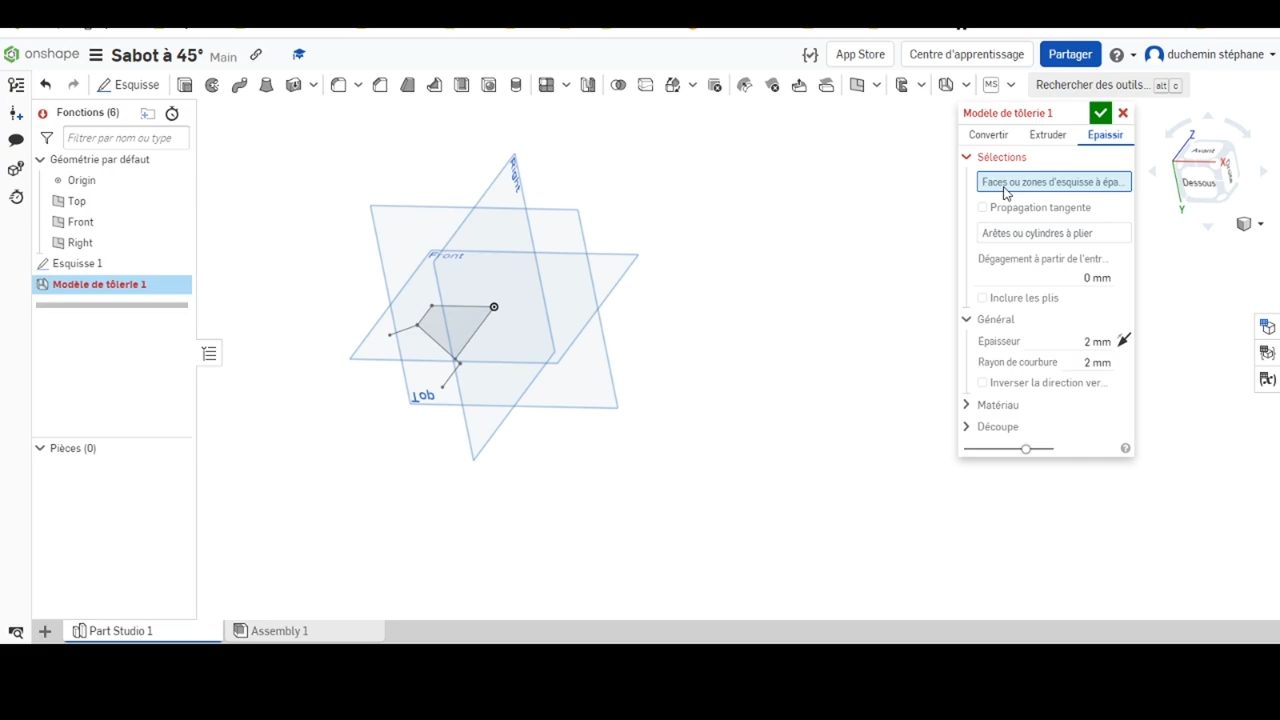 onshape
Sabot à 45° Main
App Store
Centre d'apprentissage
Partager
duchemin stéphane
Esquisse
MS
Rechercher des outils... alt c
Fonctions (6)
Filtrer par nom ou type
Géométrie par défaut
Origin
Top
Front
Right
Esquisse 1
Modèle de tôlerie 1
Pièces (0)
Right
Front
Top
Modèle de tôlerie 1
Convertir
Extruder
Epaissir
Sélections
Faces ou zones d'esquisse à épa...
Propagation tangente
Arêtes ou cylindres à plier
Dégagement à partir de l'entr...
0 mm
Inclure les plis
Général
Epaisseur 2 mm
Rayon de courbure 2 mm
Inverser la direction ver...
Matériau
Découpe
Z
Avant
X
Dessous
Y
Part Studio 1
Assembly 1